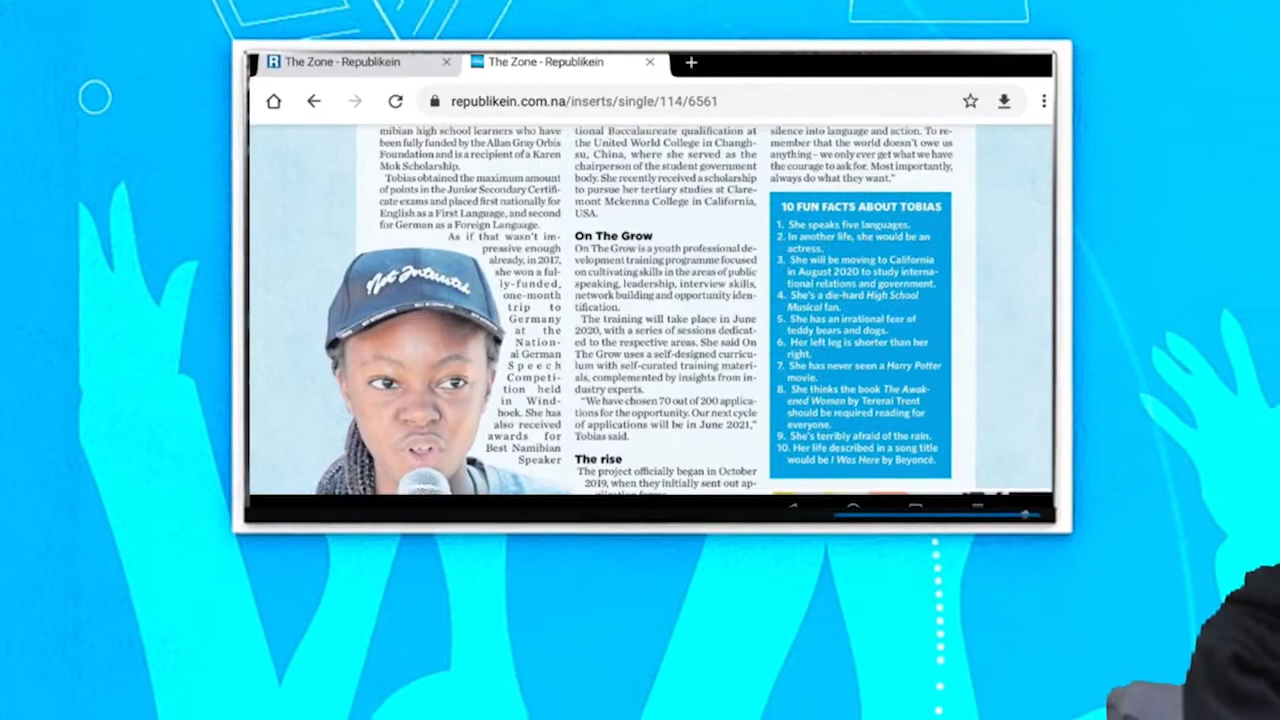 The Zone - Republikein
The Zone - Republikein
republikein.com.na/inserts/single/114/6561
mibian high school learners who have
been fully funded by the Allan Gray Orbis
Foundation and is a recipient of a Karen
Mok Scholarship.
Tobias obtained the maximum amount
of points in the Junior Secondary Certifi-
cate exams and placed first nationally for
English as a First Language, and second
for German as a Foreign Language.
As if that wasn't im-
pressive enough
already, in 2017,
she won a ful-
ly-funded,
one-month
trip to
Germany
at the
Nation-
al German
Speech
Competi-
tion held
in Wind-
hoek. She has
also received
awards for
Best Namibian
Speaker
tional Baccalaureate qualification at
the United World College in Changh-
su, China, where she served as the
chairperson of the student government
body. She recently received a scholarship
to pursue her tertiary studies at Clare-
mont Mckenna College in California,
USA.
On The Grow
On The Grow is a youth professional de-
velopment training programme focused
on cultivating skills in the areas of public
speaking, leadership, interview skills,
network building and opportunity iden-
tification.
The training will take place in June
2020, with a series of sessions dedicat-
ed to the respective areas. She said On
The Grow uses a self-designed curricu-
lum with self-curated training materi-
als, complemented by insights from in-
dustry experts.
"We have chosen 70 out of 200 applica-
tions for the opportunity. Our next cycle
of applications will be in June 2021,"
Tobias said.
The rise
The project officially began in October
2019, when they initially sent out ap-
silence into language and action. To re-
member that the world doesn't owe us
anything – we only ever get what we have
the courage to ask for. Most importantly,
always do what they want."
10 FUN FACTS ABOUT TOBIAS
1. She speaks five languages.
2. In another life, she would be an
actress.
3. She will be moving to California
in August 2020 to study interna-
tional relations and government.
4. She's a die-hard High School
Musical fan.
5. She has an irrational fear of
teddy bears and dogs.
6. Her left leg is shorter than her
right.
7. She has never seen a Harry Potter
movie.
8. She thinks the book The Awak-
ened Woman by Tererai Trent
should be required reading for
everyone.
9. She's terribly afraid of the rain.
10. Her life described in a song title
would be I Was Here by Beyoncé.